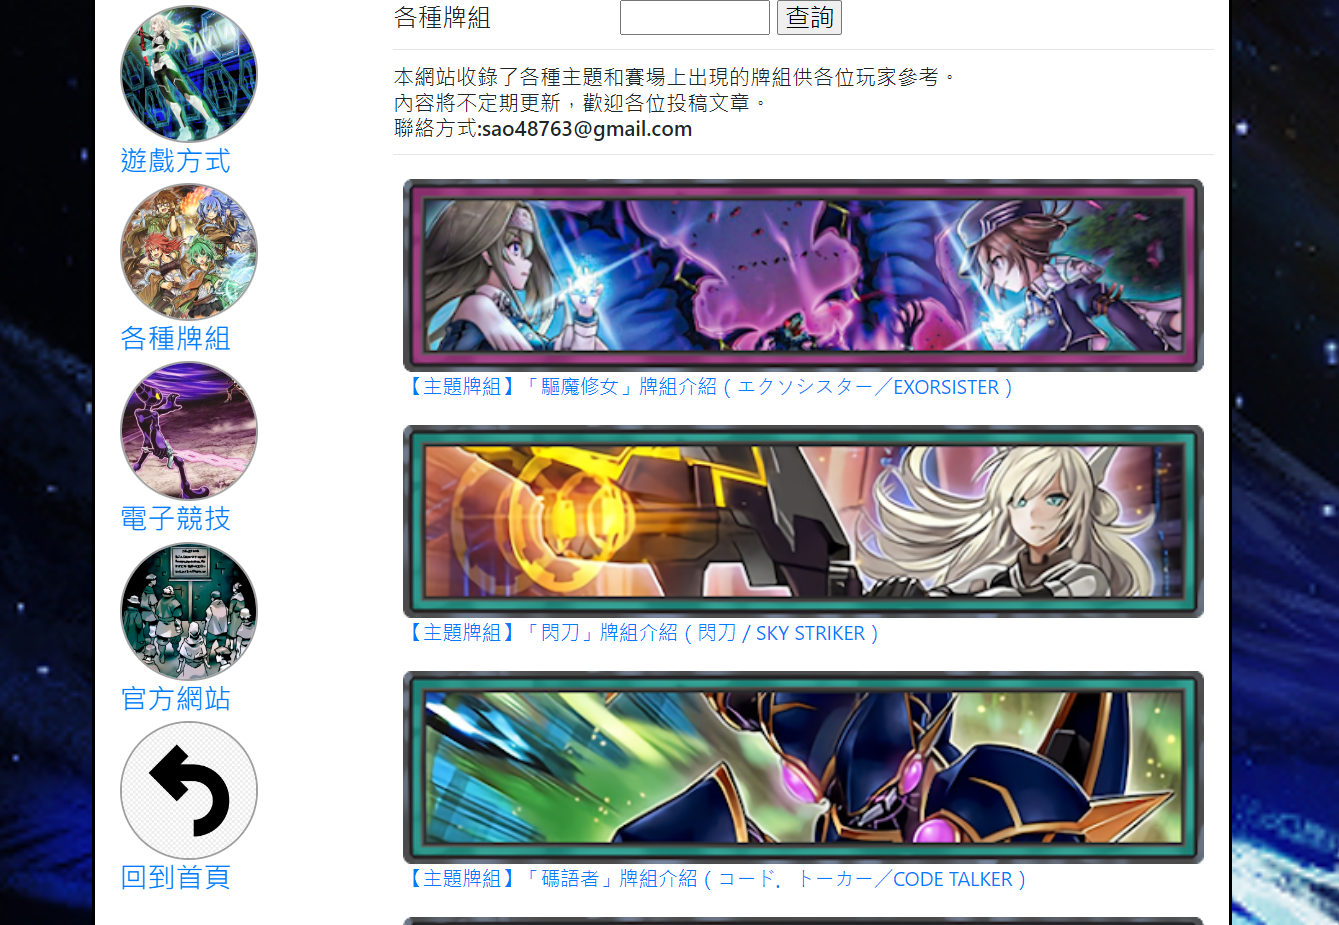 遊戲方式
各種牌組
電子競技
官方網站
回到首頁
各種牌組
查詢
本網站收錄了各種主題和賽場上出現的牌組供各位玩家參考。
內容將不定期更新，歡迎各位投稿文章。
聯絡方式:sao48763@gmail.com
【主題牌組】「驅魔修女」牌組介紹（エクソシスター／EXORSISTER）
【主題牌組】「閃刀」牌組介紹（閃刀 / SKY STRIKER）
【主題牌組】「碼語者」牌組介紹（コード．トーカー／CODE TALKER）